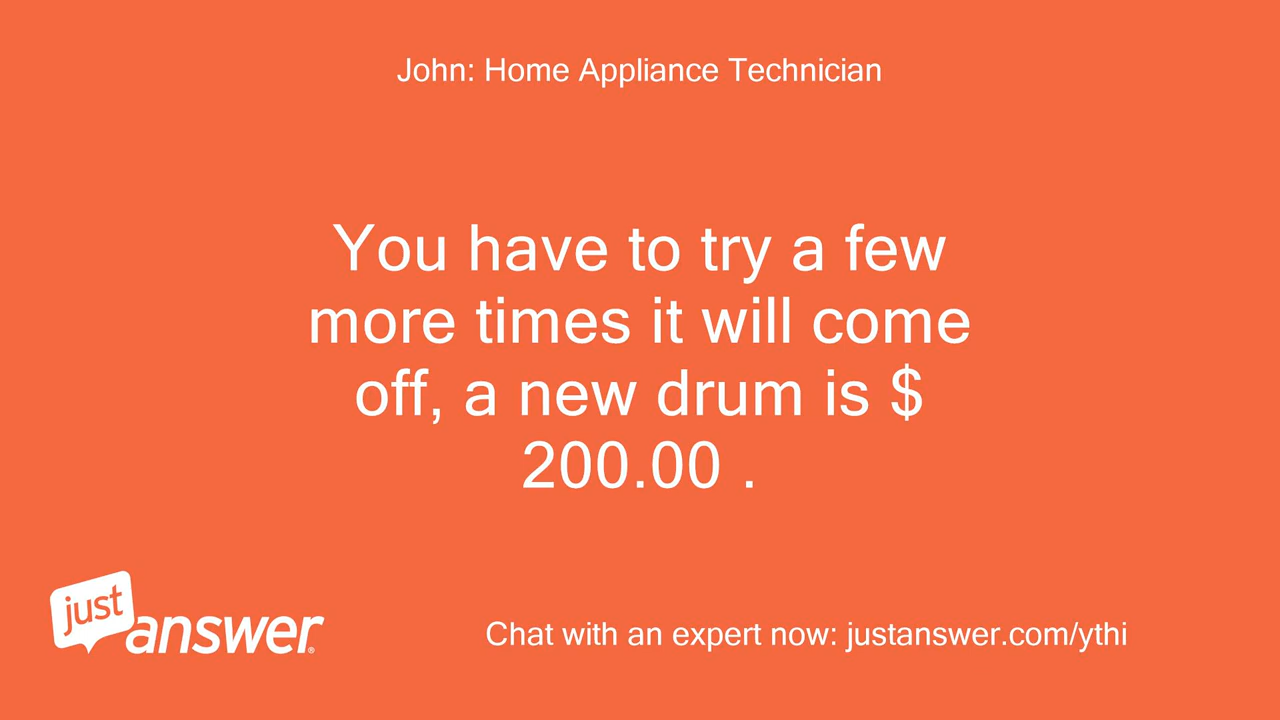 John: Home Appliance Technician
You have to try a few
more times it will come
off, a new drum is $
200.00 .
just
answer®
Chat with an expert now: justanswer.com/ythi